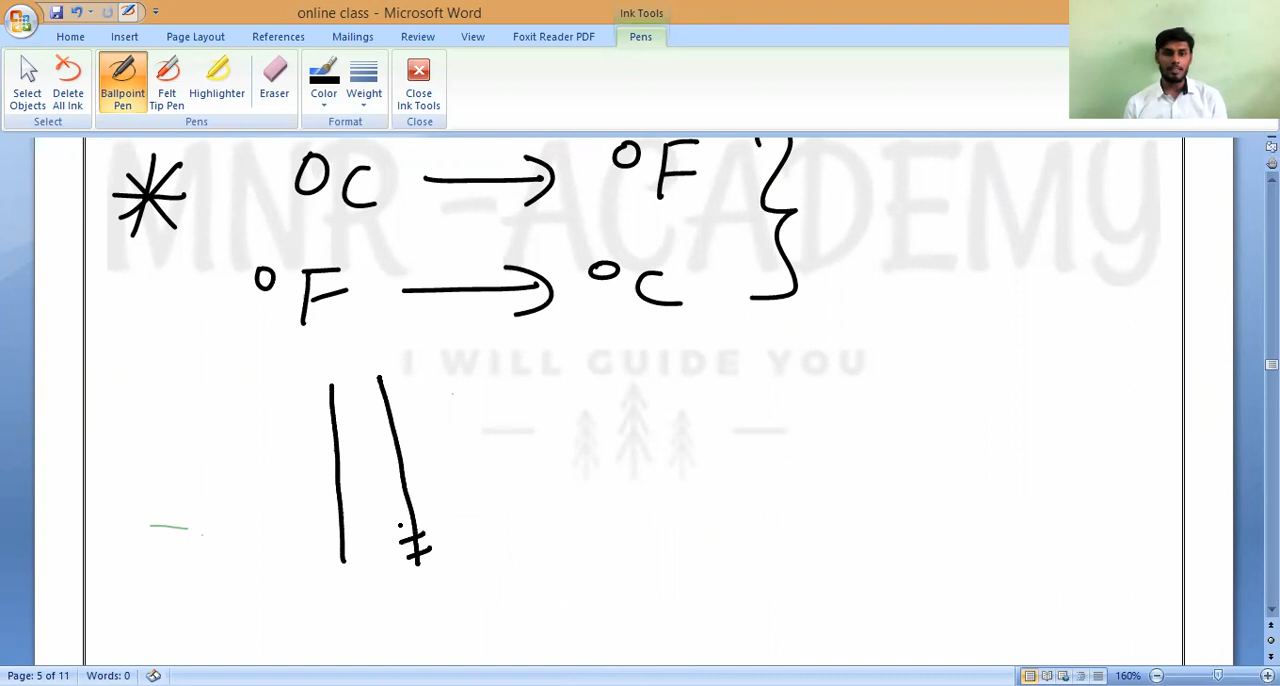 online class - Microsoft Word
Ink Tools
Home Insert Page Layout References Mailings Review View Foxit Reader PDF Pens
Select Objects
Delete All Ink
Ballpoint Pen
Felt Tip Pen
Highlighter
Eraser
Color
Weight
Close Ink Tools
Select Pens Format Close
MNR - ACADEMY
°C → °F
°F → °C
I WILL GUIDE YOU
Page: 5 of 11 Words: 0 160%